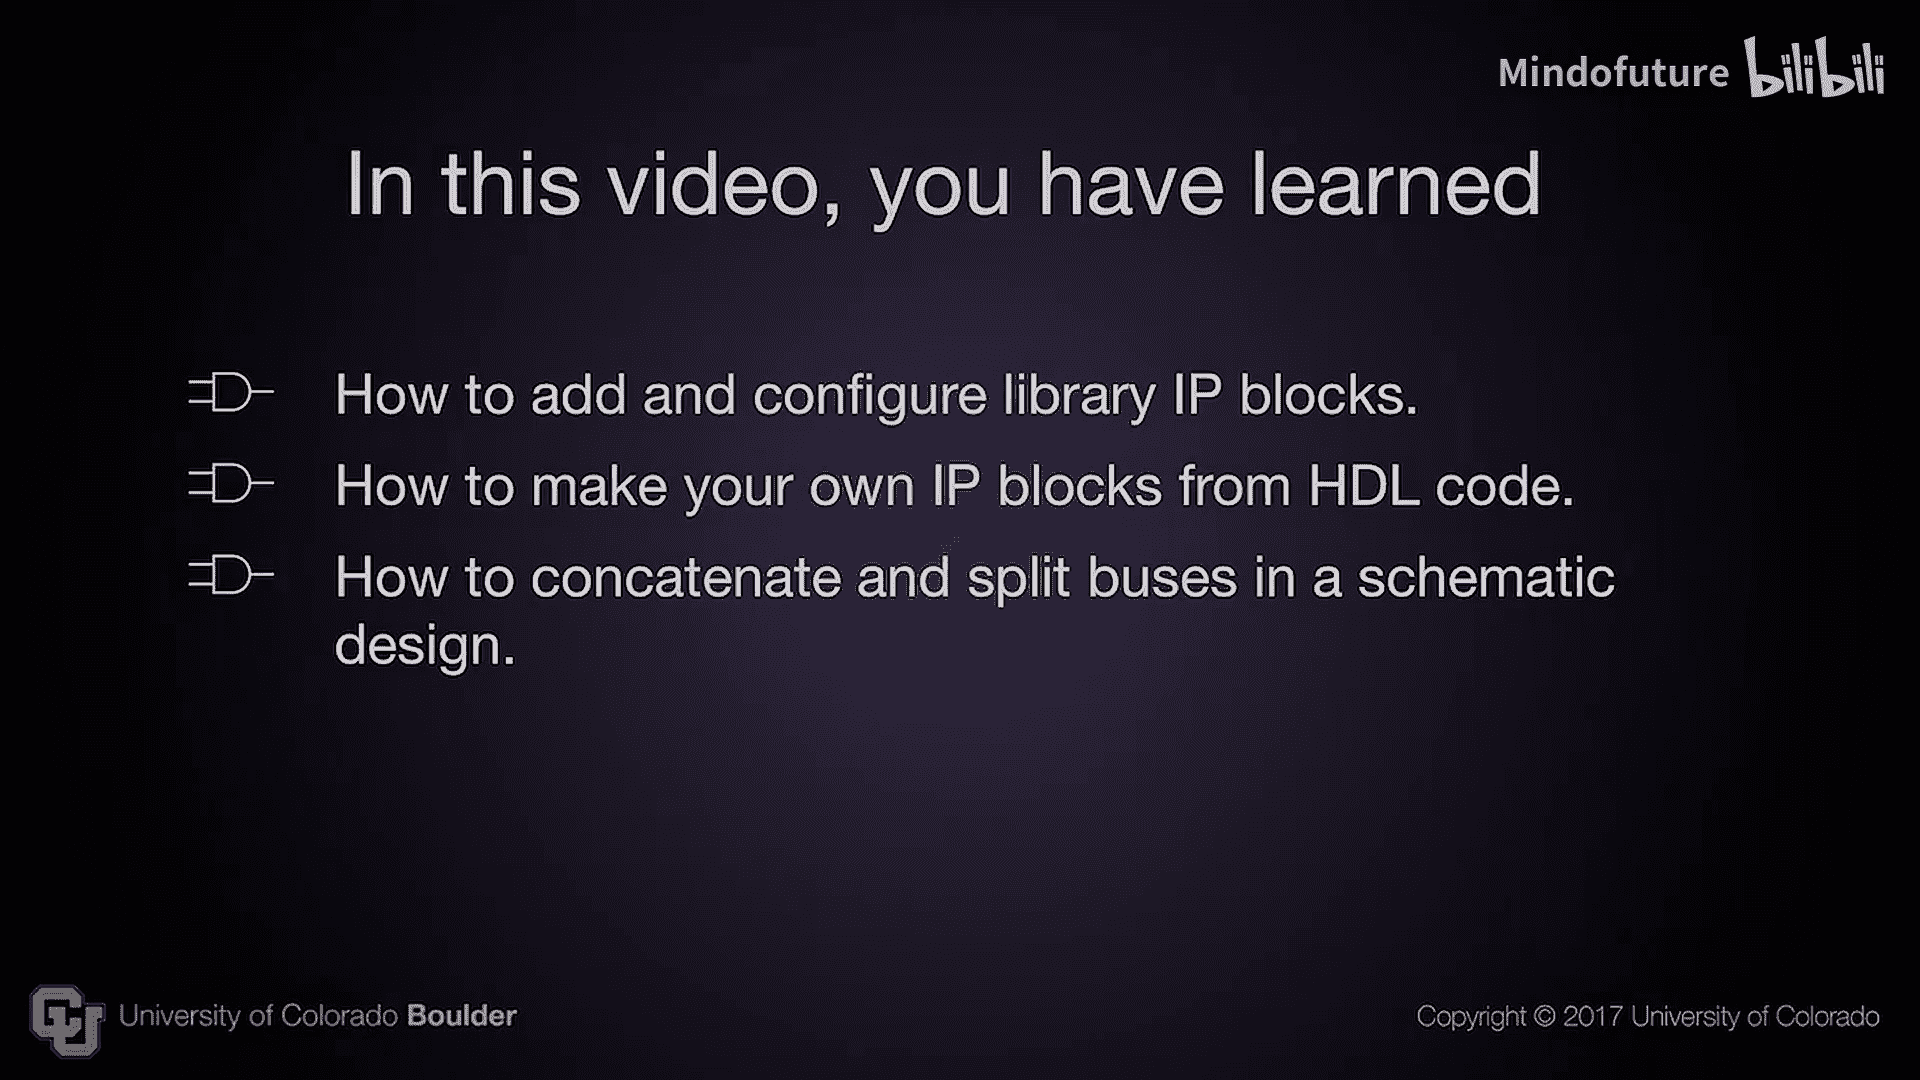 Mindofuture bilibili
In this video, you have learned
How to add and configure library IP blocks.
How to make your own IP blocks from HDL code.
How to concatenate and split buses in a schematic
design.
CU University of Colorado Boulder
Copyright © 2017 University of Colorado